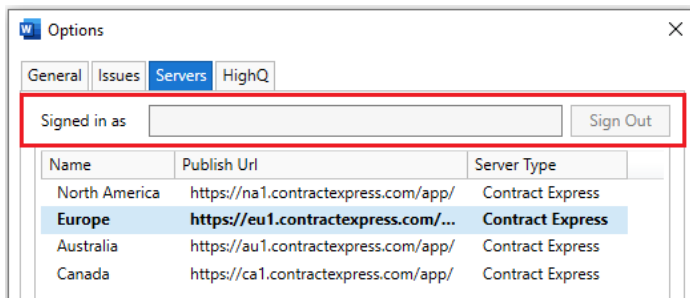 Options
General Issues Servers HighQ
Signed in as Sign Out
Name Publish Url Server Type
North America https://na1.contractexpress.com/app/ Contract Express
Europe https://eu1.contractexpress.com/... Contract Express
Australia https://au1.contractexpress.com/app/ Contract Express
Canada https://ca1.contractexpress.com/app/ Contract Express